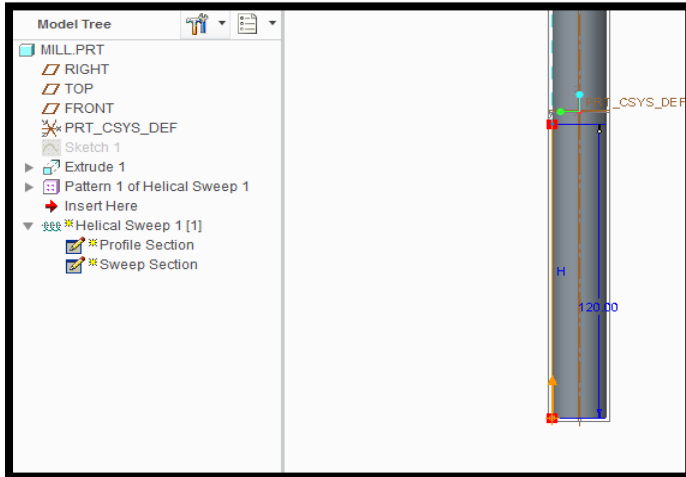 Model Tree
MILL.PRT
RIGHT
TOP
FRONT
PRT_CSYS_DEF
Sketch 1
Extrude 1
Pattern 1 of Helical Sweep 1
Insert Here
Helical Sweep 1 [1]
Profile Section
Sweep Section
PRT_CSYS_DEF
H
120.00